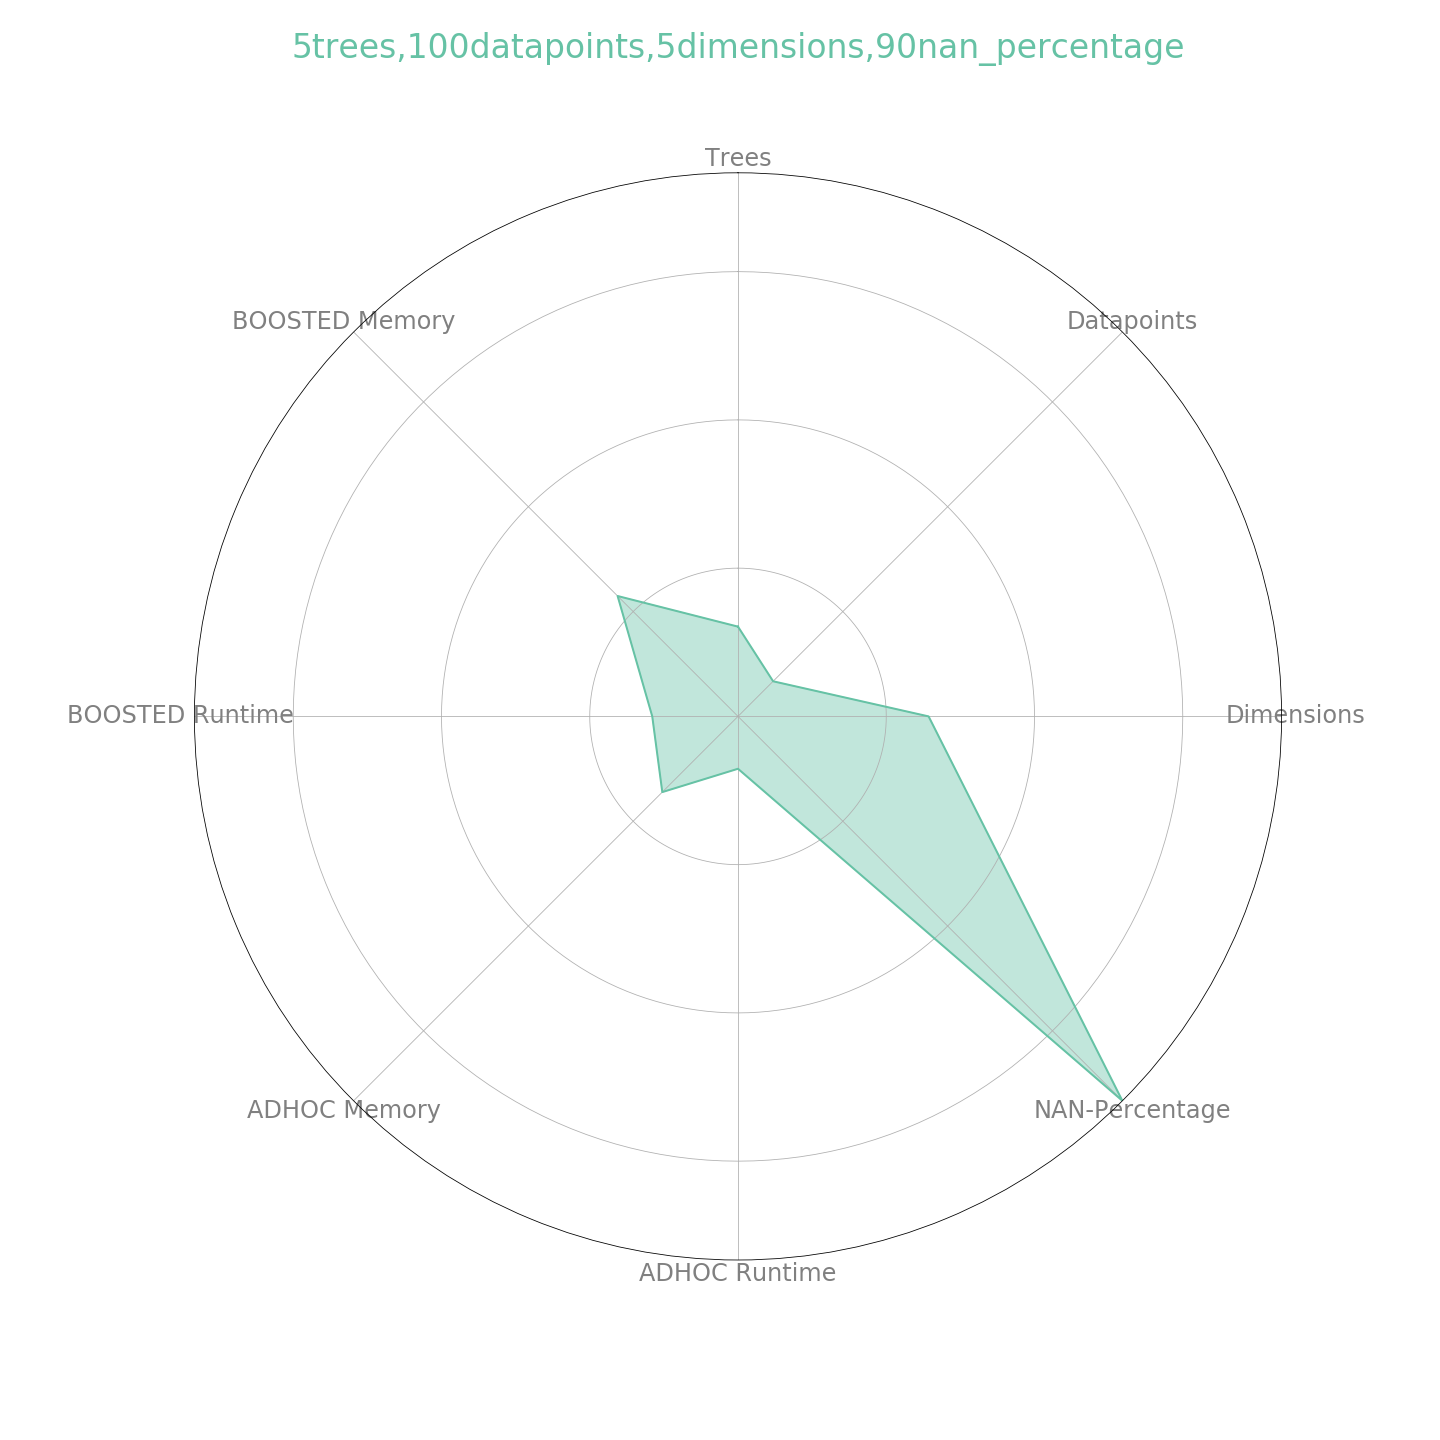 5trees,100datapoints,5dimensions,90nan_percentage
Trees
BOOSTED Memory
Datapoints
BOOSTED Runtime
Dimensions
ADHOC Memory
NAN-Percentage
ADHOC Runtime